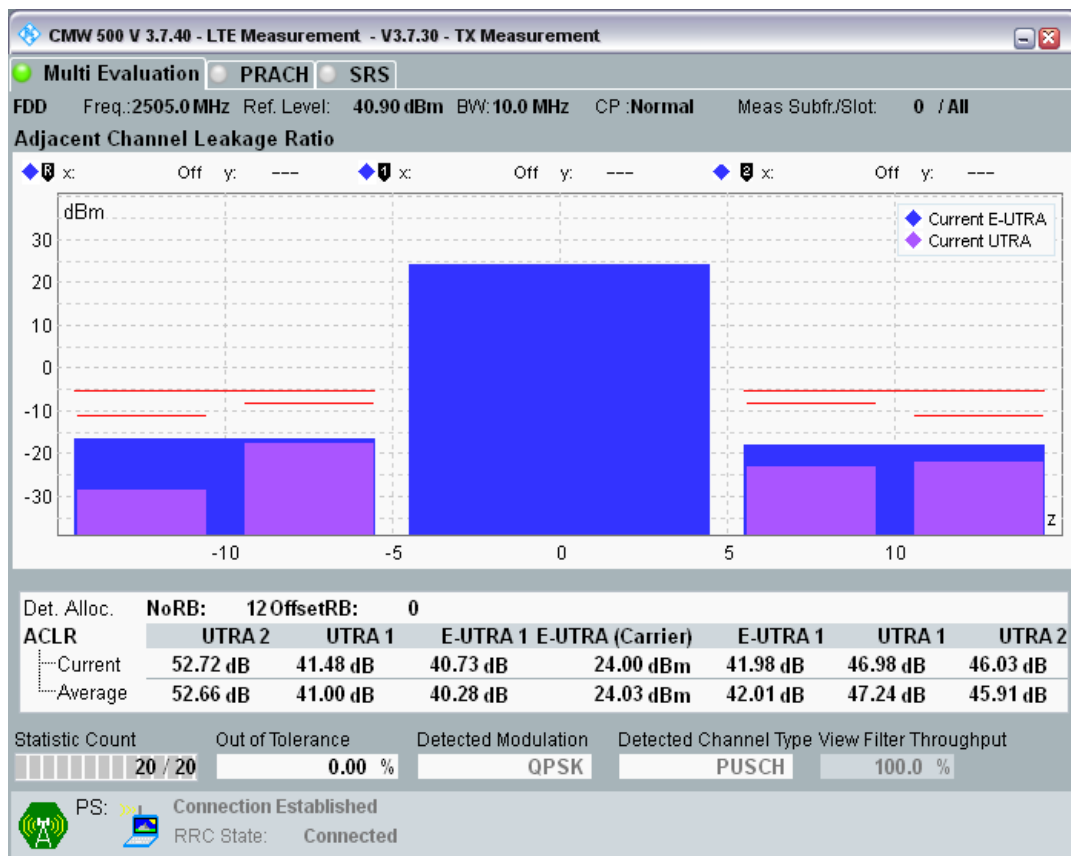 CMW 500 V 3.7.40 - LTE Measurement - V3.7.30 - TX Measurement
Multi Evaluation PRACH SRS
FDD Freq.:2505.0 MHz Ref. Level: 40.90 dBm BW: 10.0 MHz CP :Normal Meas Subfr./Slot: 0 / All
Adjacent Channel Leakage Ratio
R x: Off y: --- 1 x: Off y: --- 2 x: Off y: ---
dBm
Current E-UTRA
Current UTRA
30
20
10
0
-10
-20
-30
z
-10 -5 0 5 10
Det. Alloc. NoRB: 12 OffsetRB: 0
ACLR UTRA 2 UTRA 1 E-UTRA 1 E-UTRA (Carrier) E-UTRA 1 UTRA 1 UTRA 2
Current 52.72 dB 41.48 dB 40.73 dB 24.00 dBm 41.98 dB 46.98 dB 46.03 dB
Average 52.66 dB 41.00 dB 40.28 dB 24.03 dBm 42.01 dB 47.24 dB 45.91 dB
Statistic Count Out of Tolerance Detected Modulation Detected Channel Type View Filter Throughput
20 / 20 0.00 % QPSK PUSCH 100.0 %
PS: Connection Established
RRC State: Connected